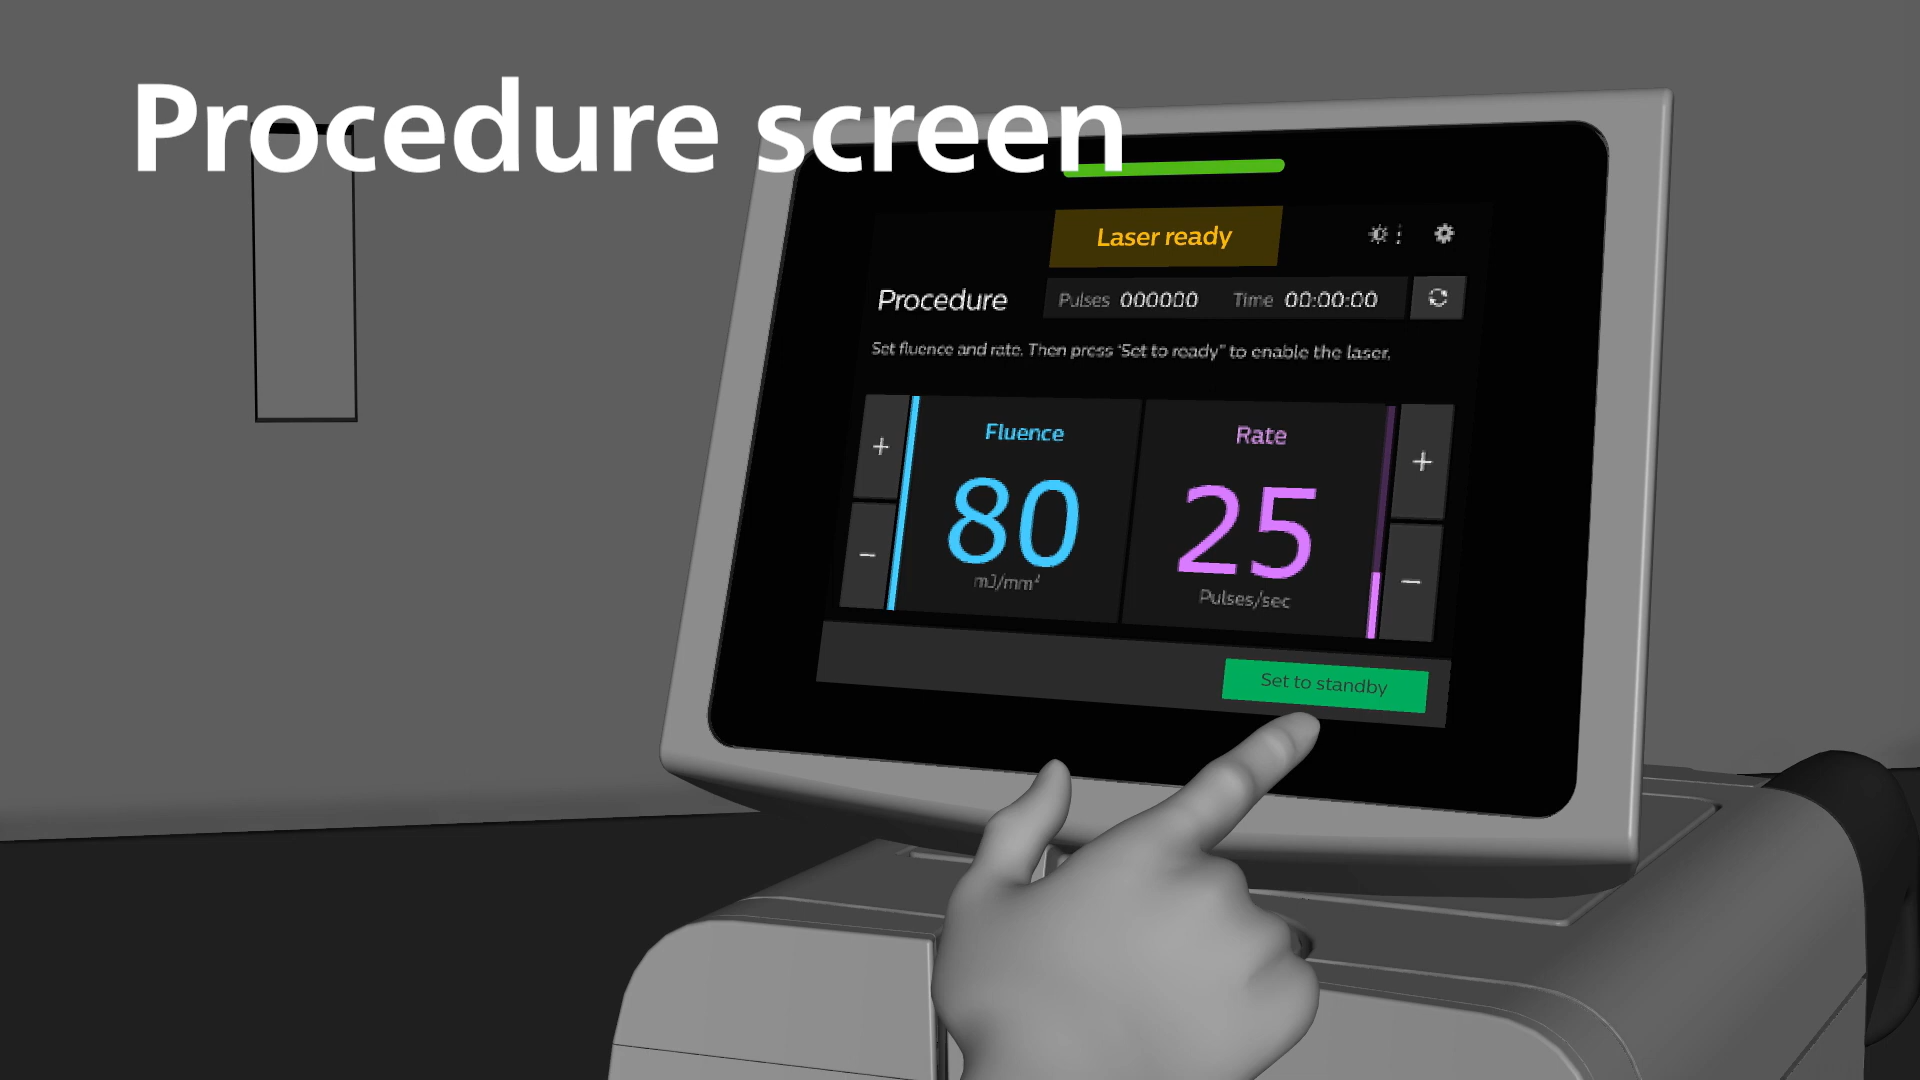 Procedure screen
Laser ready
Procedure
Pulses 000000 Time 00:00:00
Set fluence and rate. Then press "Set to ready" to enable the laser.
+
Fluence
Rate
+
80
25
−
−
mJ/mm²
Pulses/sec
Set to standby